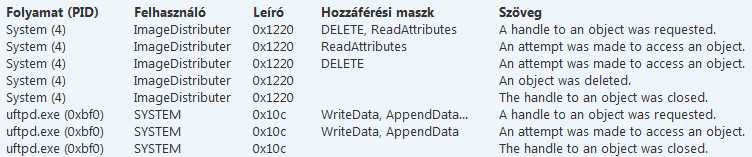 Folyamat (PID) Felhasználó Leíró Hozzáférési maszk Szöveg
System (4) ImageDistributer 0x1220 DELETE, ReadAttributes A handle to an object was requested.
System (4) ImageDistributer 0x1220 ReadAttributes An attempt was made to access an object.
System (4) ImageDistributer 0x1220 DELETE An attempt was made to access an object.
System (4) ImageDistributer 0x1220 An object was deleted.
System (4) ImageDistributer 0x1220 The handle to an object was closed.
uftpd.exe (0xbf0) SYSTEM 0x10c WriteData, AppendData... A handle to an object was requested.
uftpd.exe (0xbf0) SYSTEM 0x10c WriteData, AppendData An attempt was made to access an object.
uftpd.exe (0xbf0) SYSTEM 0x10c The handle to an object was closed.